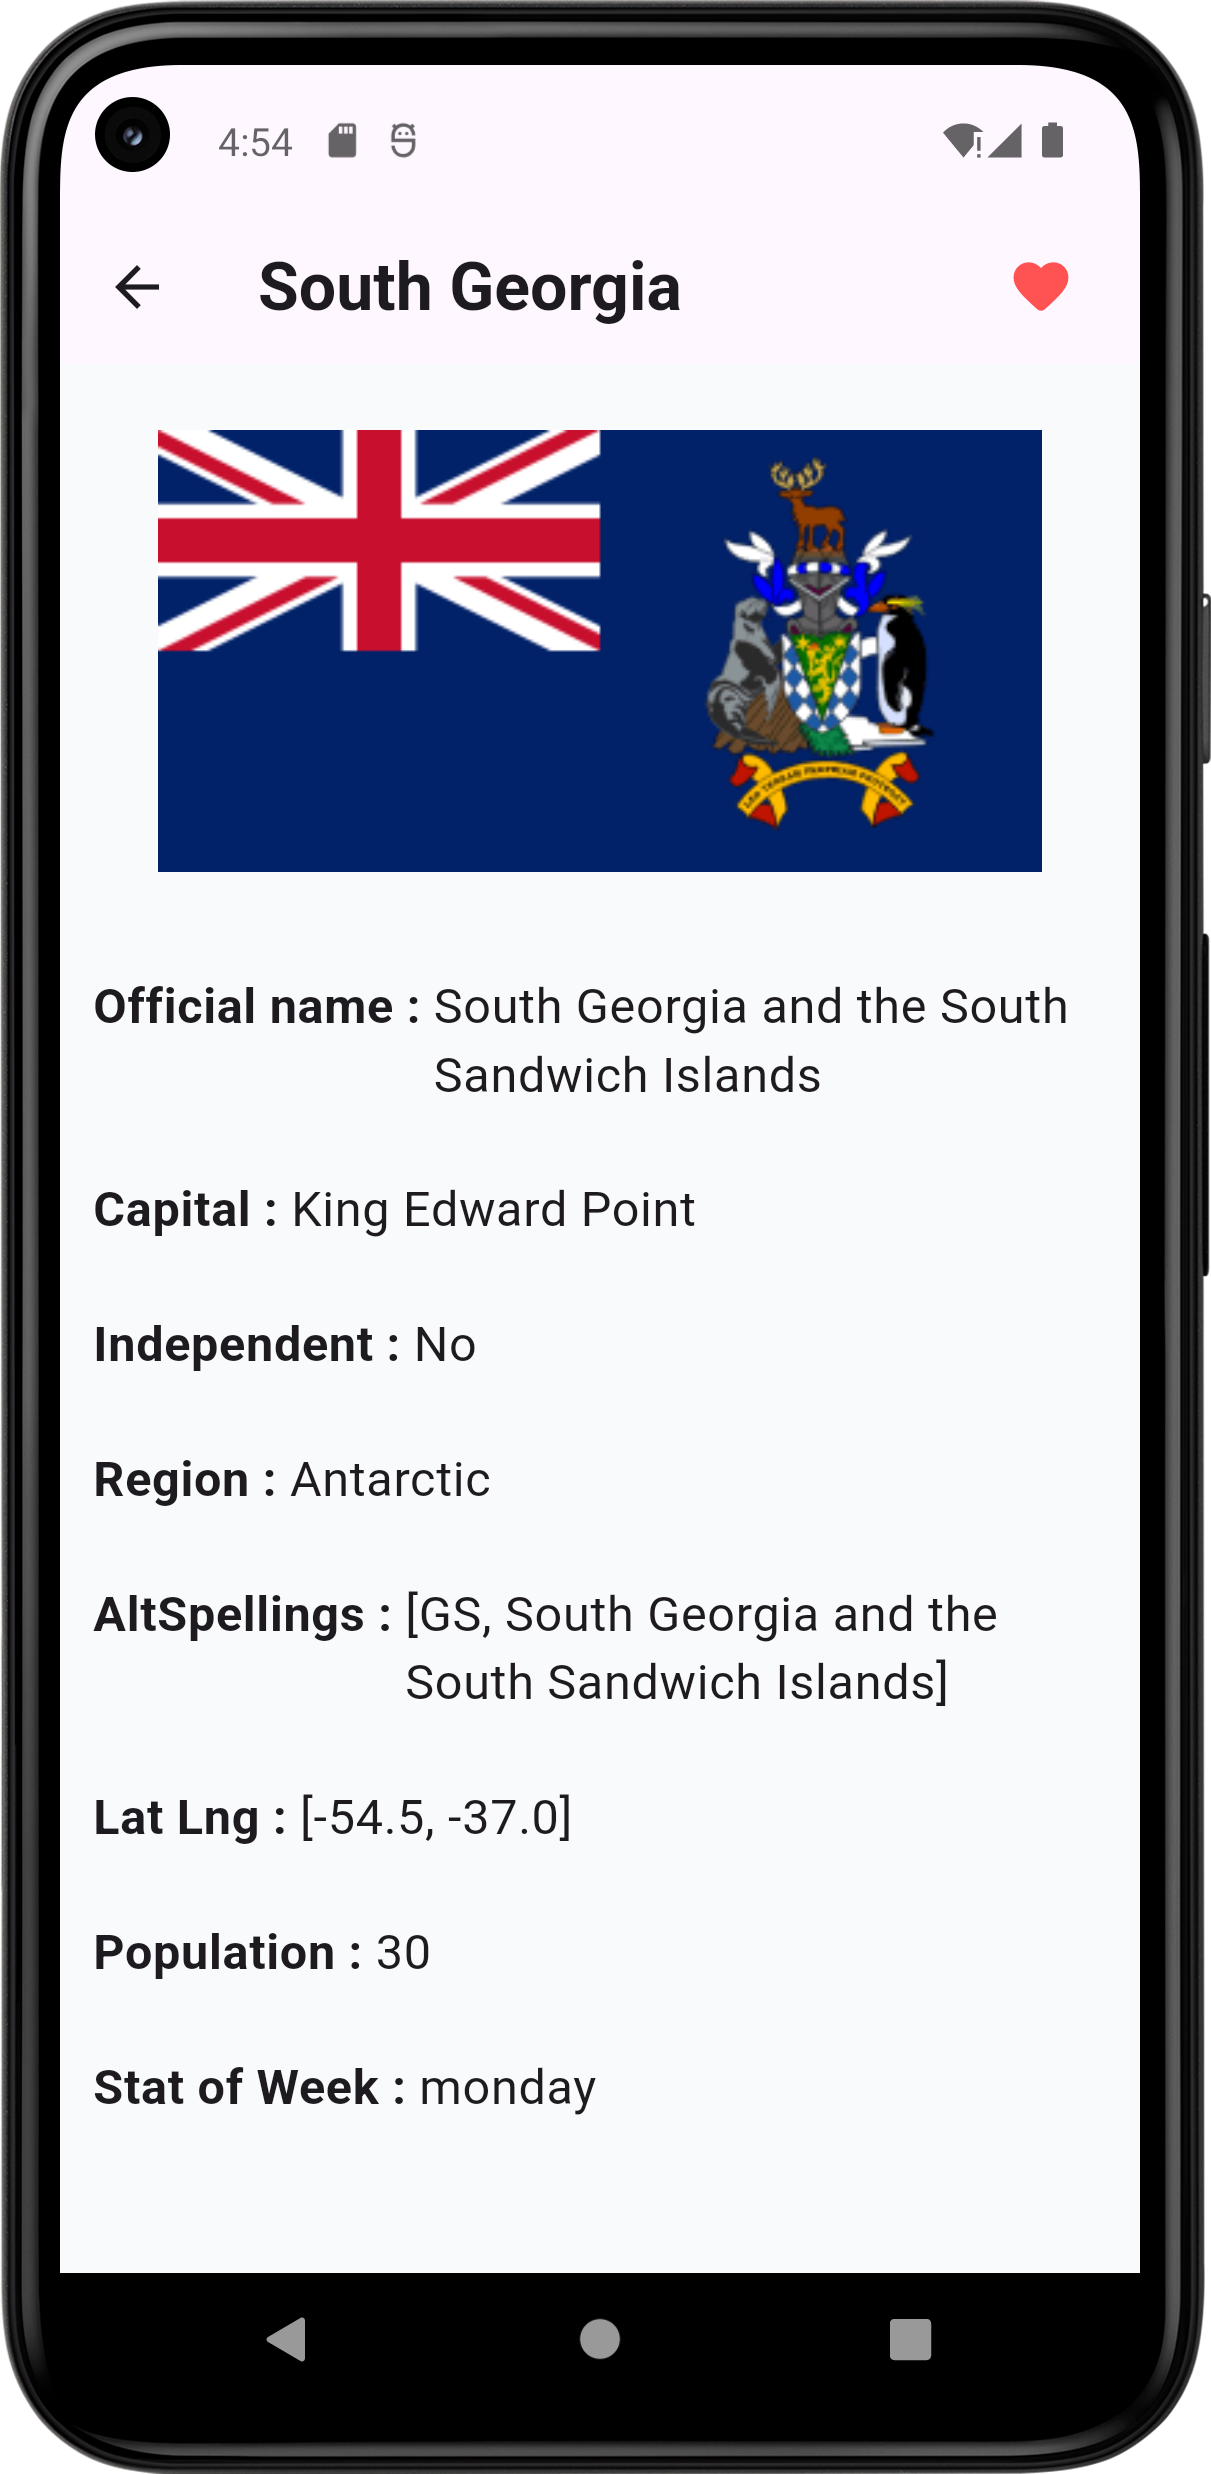 4:54
South Georgia
Official name : South Georgia and the South
Sandwich Islands
Capital : King Edward Point
Independent : No
Region : Antarctic
AltSpellings : [GS, South Georgia and the
South Sandwich Islands]
Lat Lng : [-54.5, -37.0]
Population : 30
Stat of Week : monday